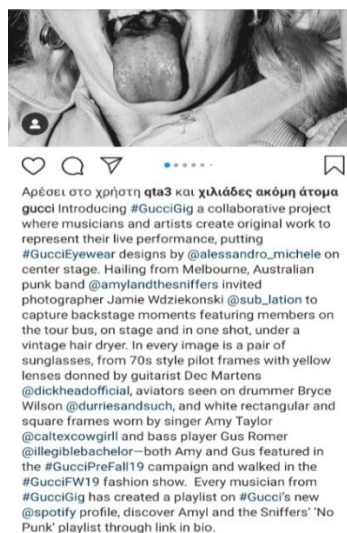 Αρέσει στο χρήστη qta3 και χιλιάδες ακόμη άτομα
gucci Introducing #GucciGig a collaborative project
where musicians and artists create original work to
represent their live performance, putting
#GucciEyewear designs by @alessandro_michele on
center stage. Hailing from Melbourne, Australian
punk band @amylandthesniffers invited
photographer Jamie Wdziekonski @sub_lation to
capture backstage moments featuring members on
the tour bus, on stage and in one shot, under a
vintage hair dryer. In every image is a pair of
sunglasses, from 70s style pilot frames with yellow
lenses donned by guitarist Dec Martens
@dickheadofficial, aviators seen on drummer Bryce
Wilson @durriesandsuch, and white rectangular and
square frames worn by singer Amy Taylor
@caltexcowgirll and bass player Gus Romer
@illegiblebachelor—both Amy and Gus featured in
the #GucciPreFall19 campaign and walked in the
#GucciFW19 fashion show. Every musician from
#GucciGig has created a playlist on #Gucci's new
@spotify profile, discover Amyl and the Sniffers' 'No
Punk' playlist through link in bio.